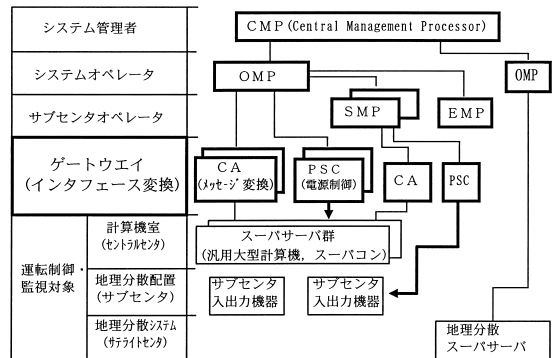 システム管理者
CMP(Central Management Processor)
システムオペレータ
OMP
OMP
サブセンタオペレータ
SMP
EMP
ゲートウエイ
(インタフェース変換)
CA
(メッセージ変換)
PSC
(電源制御)
CA
PSC
運転制御・
監視対象
計算機室
(セントラルセンタ)
スーパサーバ群
(汎用大型計算機，スーパコン)
地理分散配置
(サブセンタ)
サブセンタ
入出力機器
サブセンタ
入出力機器
地理分散システム
(サテライトセンタ)
地理分散
スーパサーバ